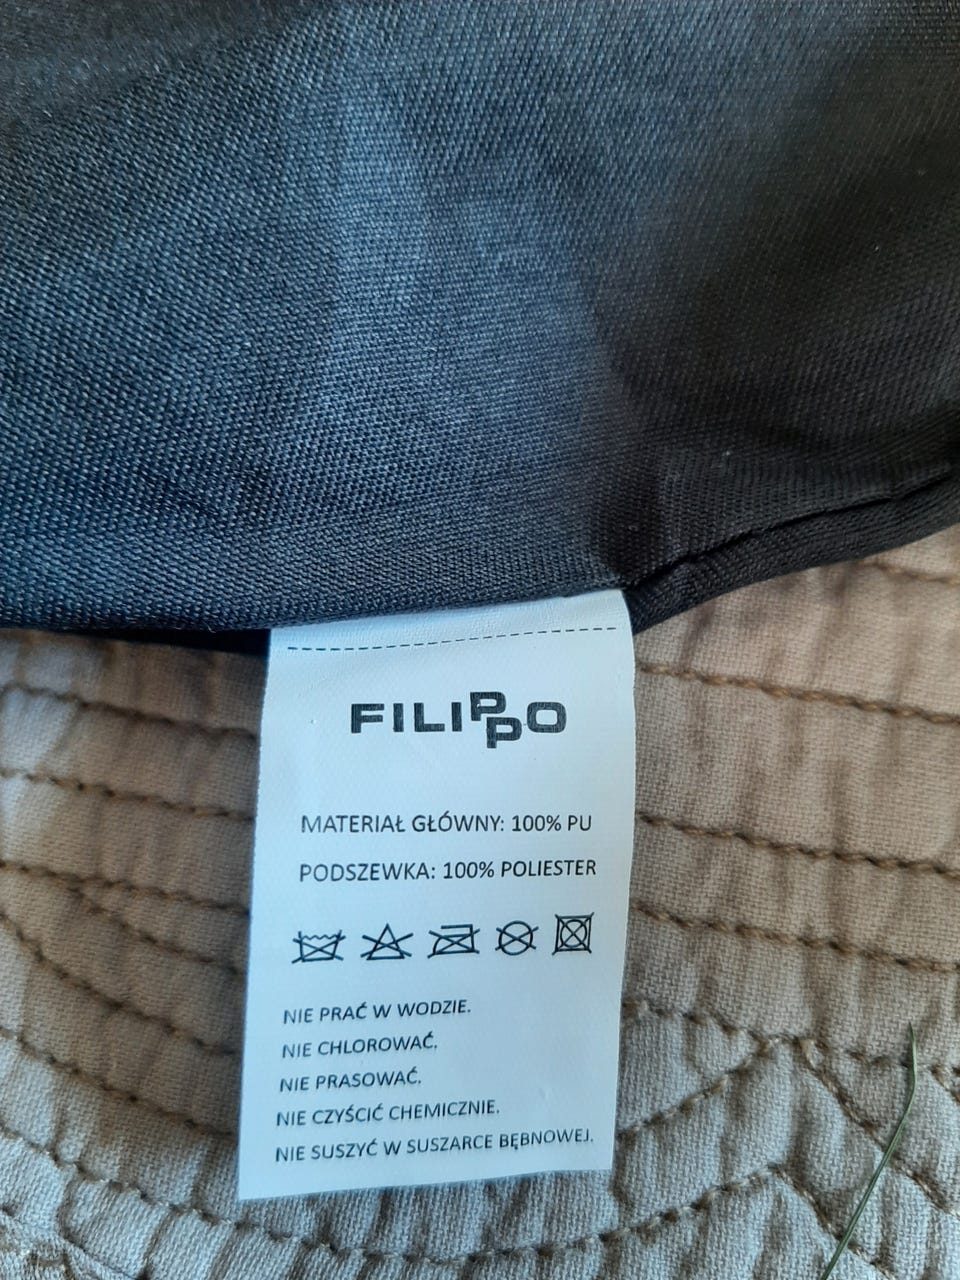 FILIPPO
MATERIAŁ GŁÓWNY: 100% PU
PODSZEWKA: 100% POLIESTER
NIE PRAĆ W WODZIE.
NIE CHLOROWAĆ.
NIE PRASOWAĆ.
NIE CZYŚCIĆ CHEMICZNIE.
NIE SUSZYĆ W SUSZARCE BĘBNOWEJ.